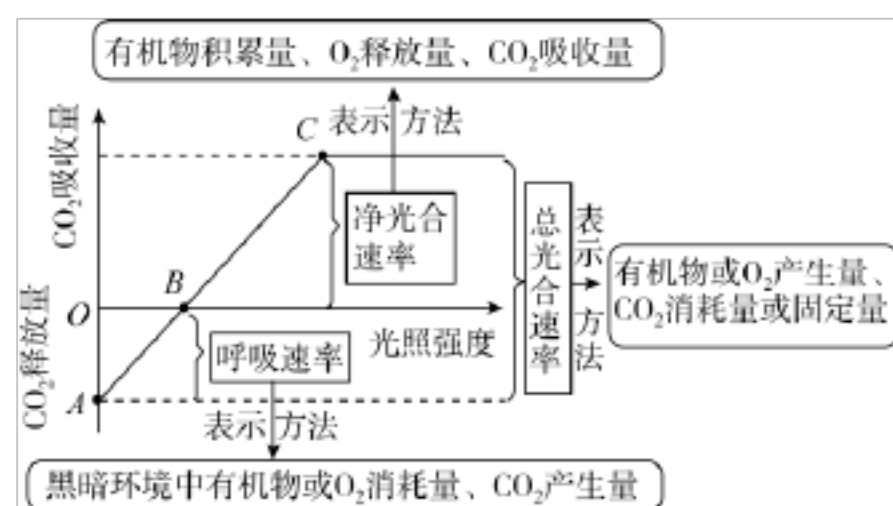 有机物积累量、O₂释放量、CO₂吸收量
C 表示 方法
CO₂吸收量
净光合
速率
总光合速率
表示方法
有机物或O₂产生量、
CO₂消耗量或固定量
B
O
光照强度
CO₂释放量
呼吸速率
A
表示 方法
黑暗环境中有机物或O₂消耗量、CO₂产生量